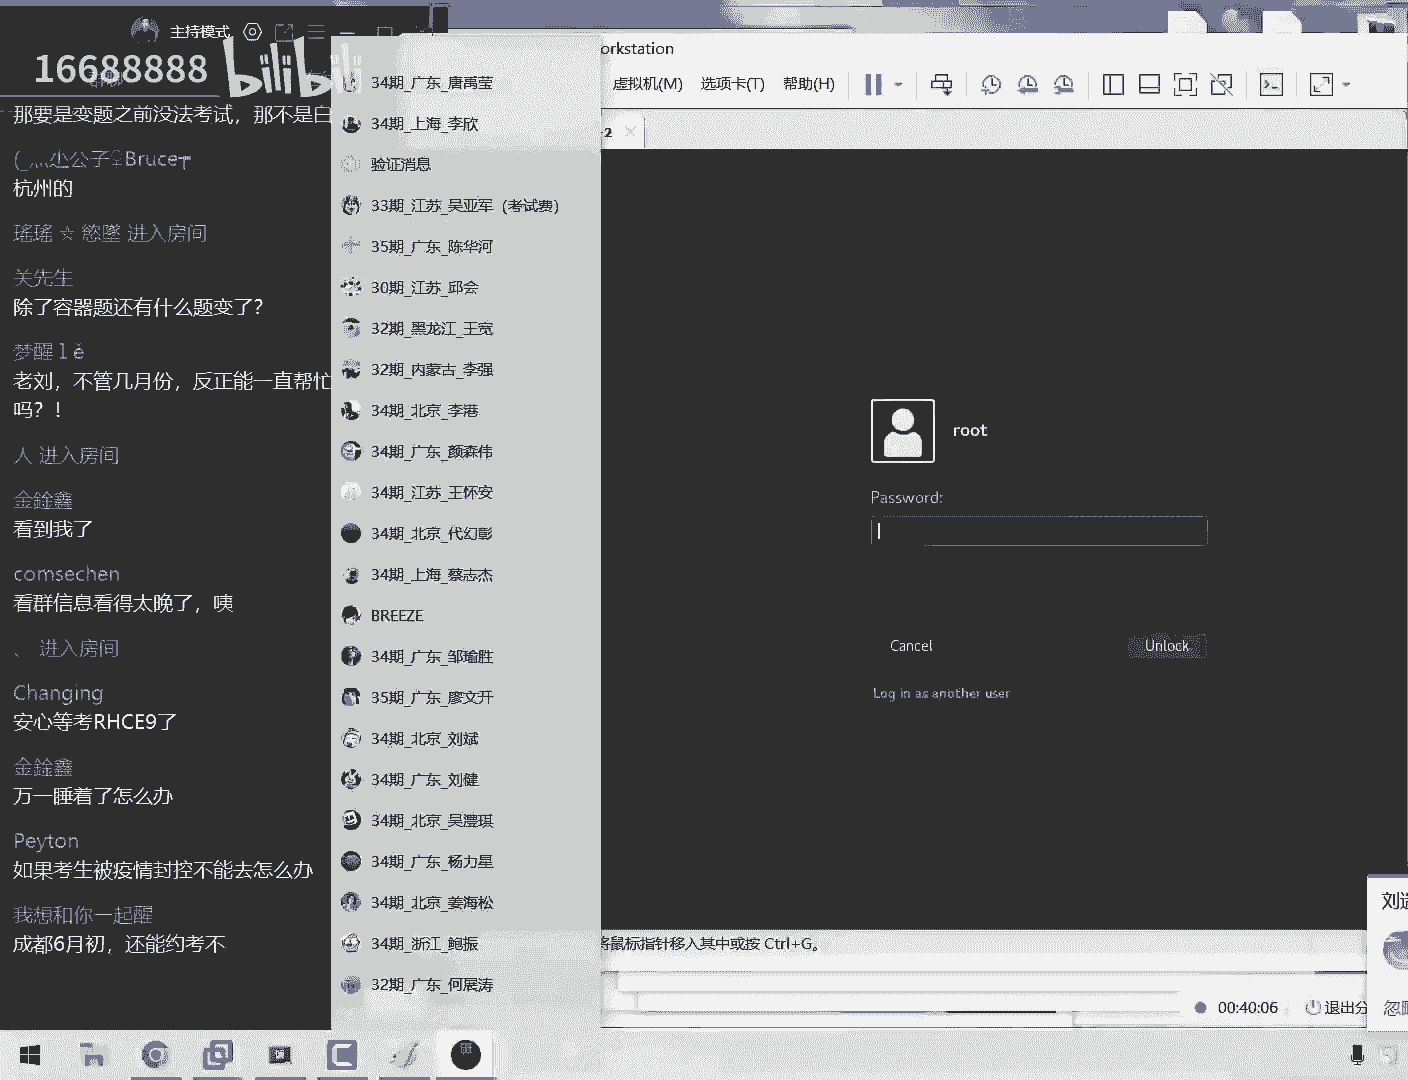 主持模式
16688888
bilibili
那要是变题之前没法考试，那不是白
杭州的
瑤瑤 ☆ 慾墜 进入房间
关先生
除了容器题还有什么题变了？
梦醒 l ě
老刘，不管几月份，反正能一直帮忙
吗？！
人 进入房间
金銓鑫
看到我了
comsechen
看群信息看得太晚了，咦
、 进入房间
Changing
安心等考RHCE9了
金銓鑫
万一睡着了怎么办
Peyton
如果考生被疫情封控不能去怎么办
我想和你一起醒
成都6月初，还能约考不
34期_广东_唐禹莹
34期_上海_李欣
验证消息
33期_江苏_吴亚军（考试费）
35期_广东_陈华河
30期_江苏_邱会
32期_黑龙江_王宽
32期_内蒙古_李强
34期_北京_李港
34期_广东_颜森伟
34期_江苏_王怀安
34期_北京_代幻彭
34期_上海_蔡志杰
BREEZE
34期_广东_邹瑜胜
35期_广东_廖文开
34期_北京_刘斌
34期_广东_刘健
34期_北京_吴灃琪
34期_广东_杨力星
34期_北京_姜海松
34期_浙江_鲍振
32期_广东_何展涛
orkstation
虚拟机(M) 选项卡(T) 帮助(H)
-2
root
Password:
Cancel
Unlock
Log in as another user
将鼠标指针移入其中或按 Ctrl+G。
00:40:06
退出分